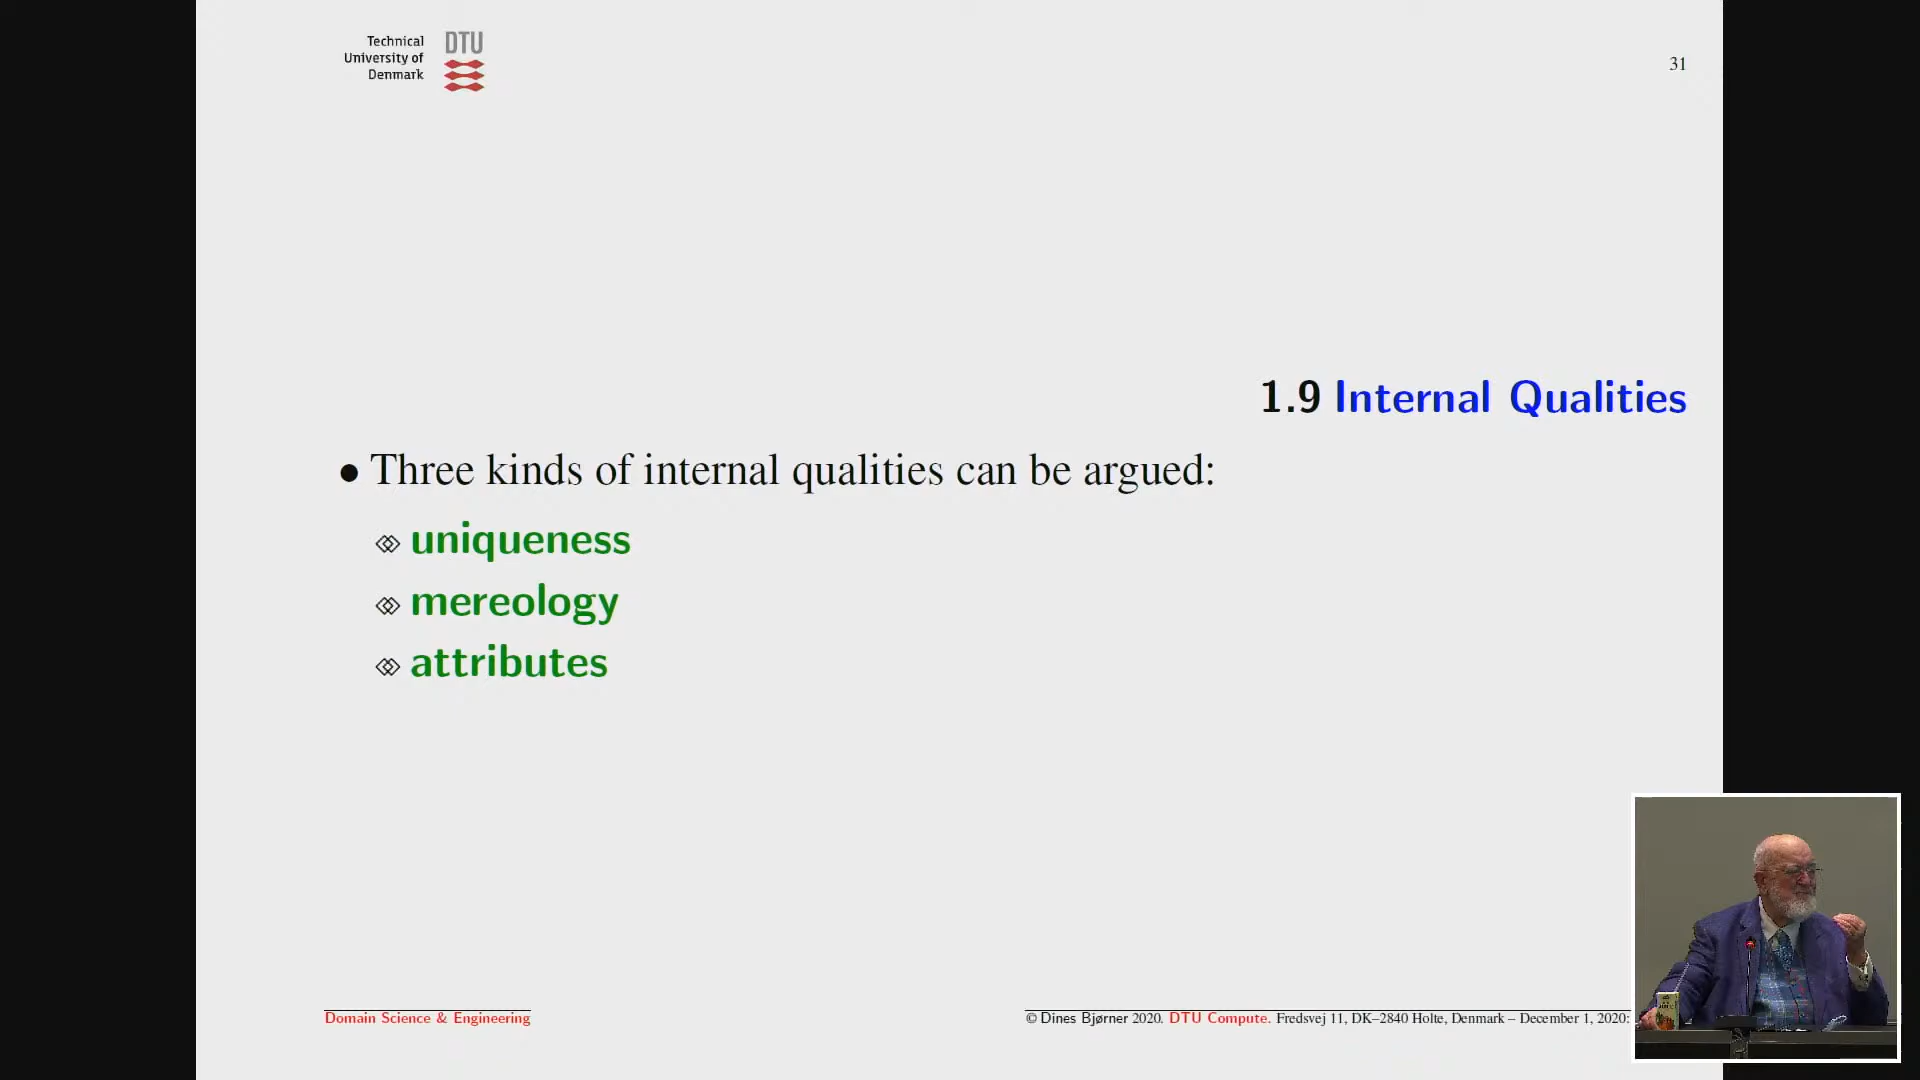 Technical
University of
Denmark
DTU
31
1.9 Internal Qualities
• Three kinds of internal qualities can be argued:
uniqueness
mereology
attributes
Domain Science & Engineering
© Dines Bjørner 2020. DTU Compute. Fredsvej 11, DK–2840 Holte, Denmark – December 1, 2020: